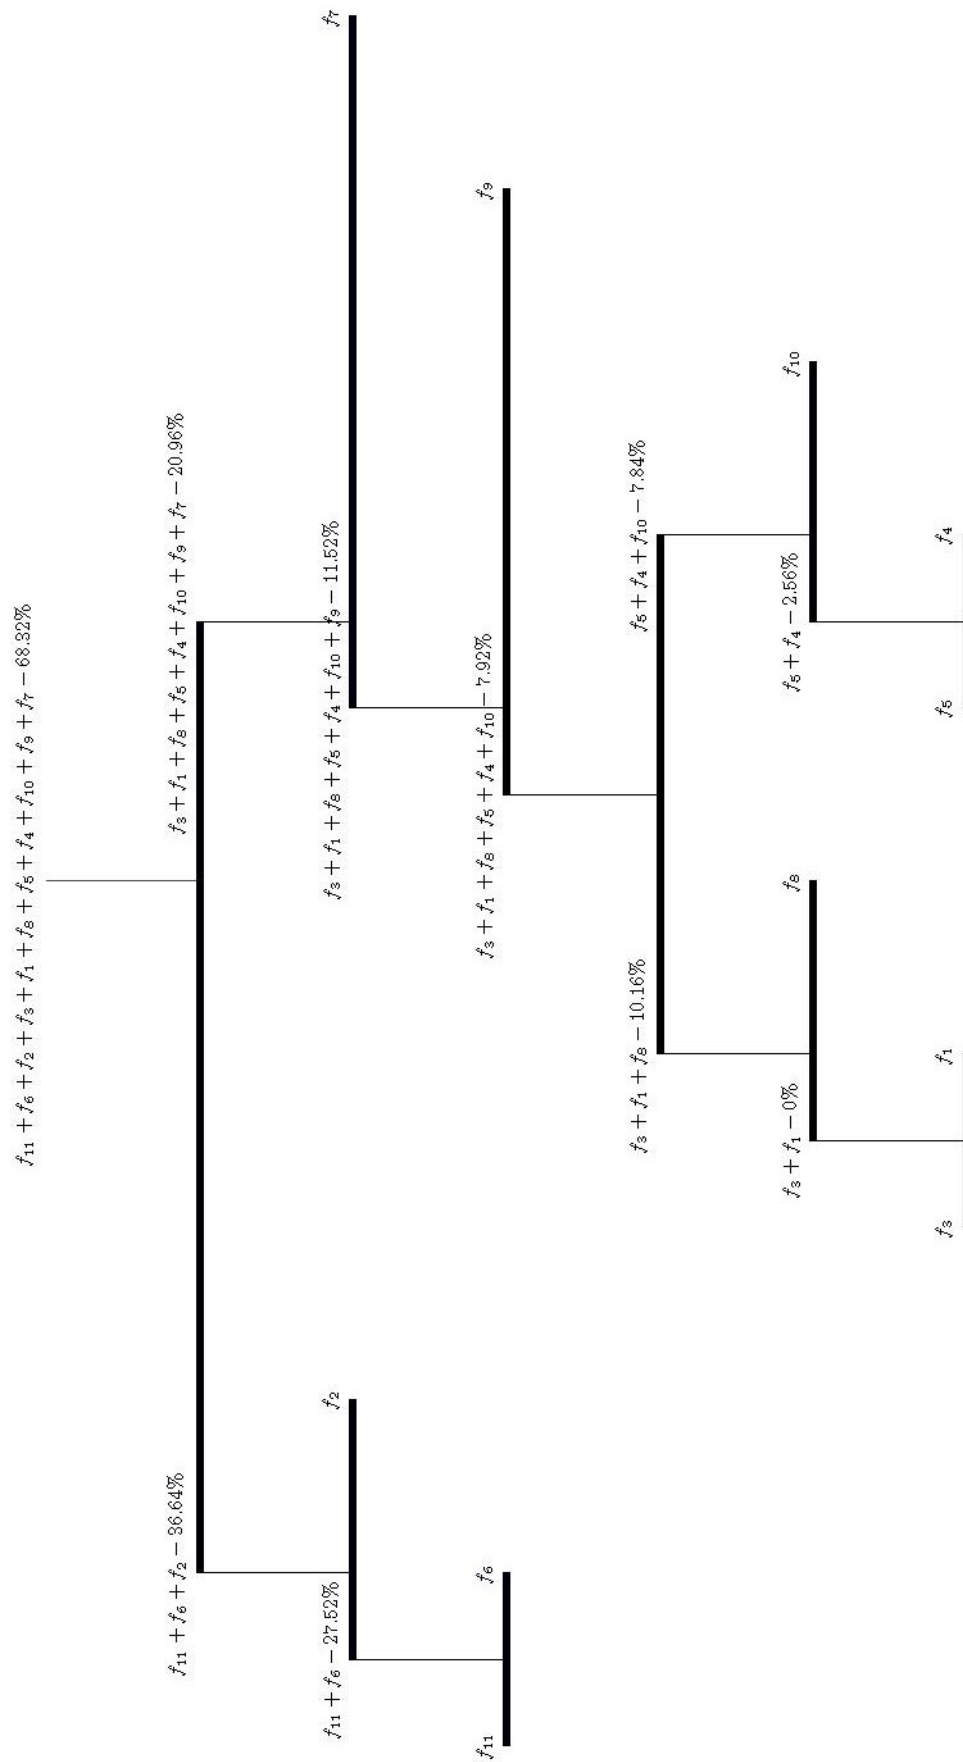 f₁₁ + f₆ + f₂ + f₃ + f₁ + f₈ + f₅ + f₄ + f₁₀ + f₉ + f₇ − 68.32%
f₁₁ + f₆ + f₂ − 36.64%
f₃ + f₁ + f₈ + f₅ + f₄ + f₁₀ + f₉ + f₇ − 20.96%
f₁₁ + f₆ − 27.52%
f₂
f₃ + f₁ + f₈ + f₅ + f₄ + f₁₀ + f₉ − 11.52%
f₇
f₁₁
f₆
f₃ + f₁ + f₈ + f₅ + f₄ + f₁₀ − 7.92%
f₉
f₃ + f₁ + f₈ − 10.16%
f₅ + f₄ + f₁₀ − 7.84%
f₃ + f₁ − 0%
f₈
f₅ + f₄ − 2.56%
f₁₀
f₃
f₁
f₅
f₄